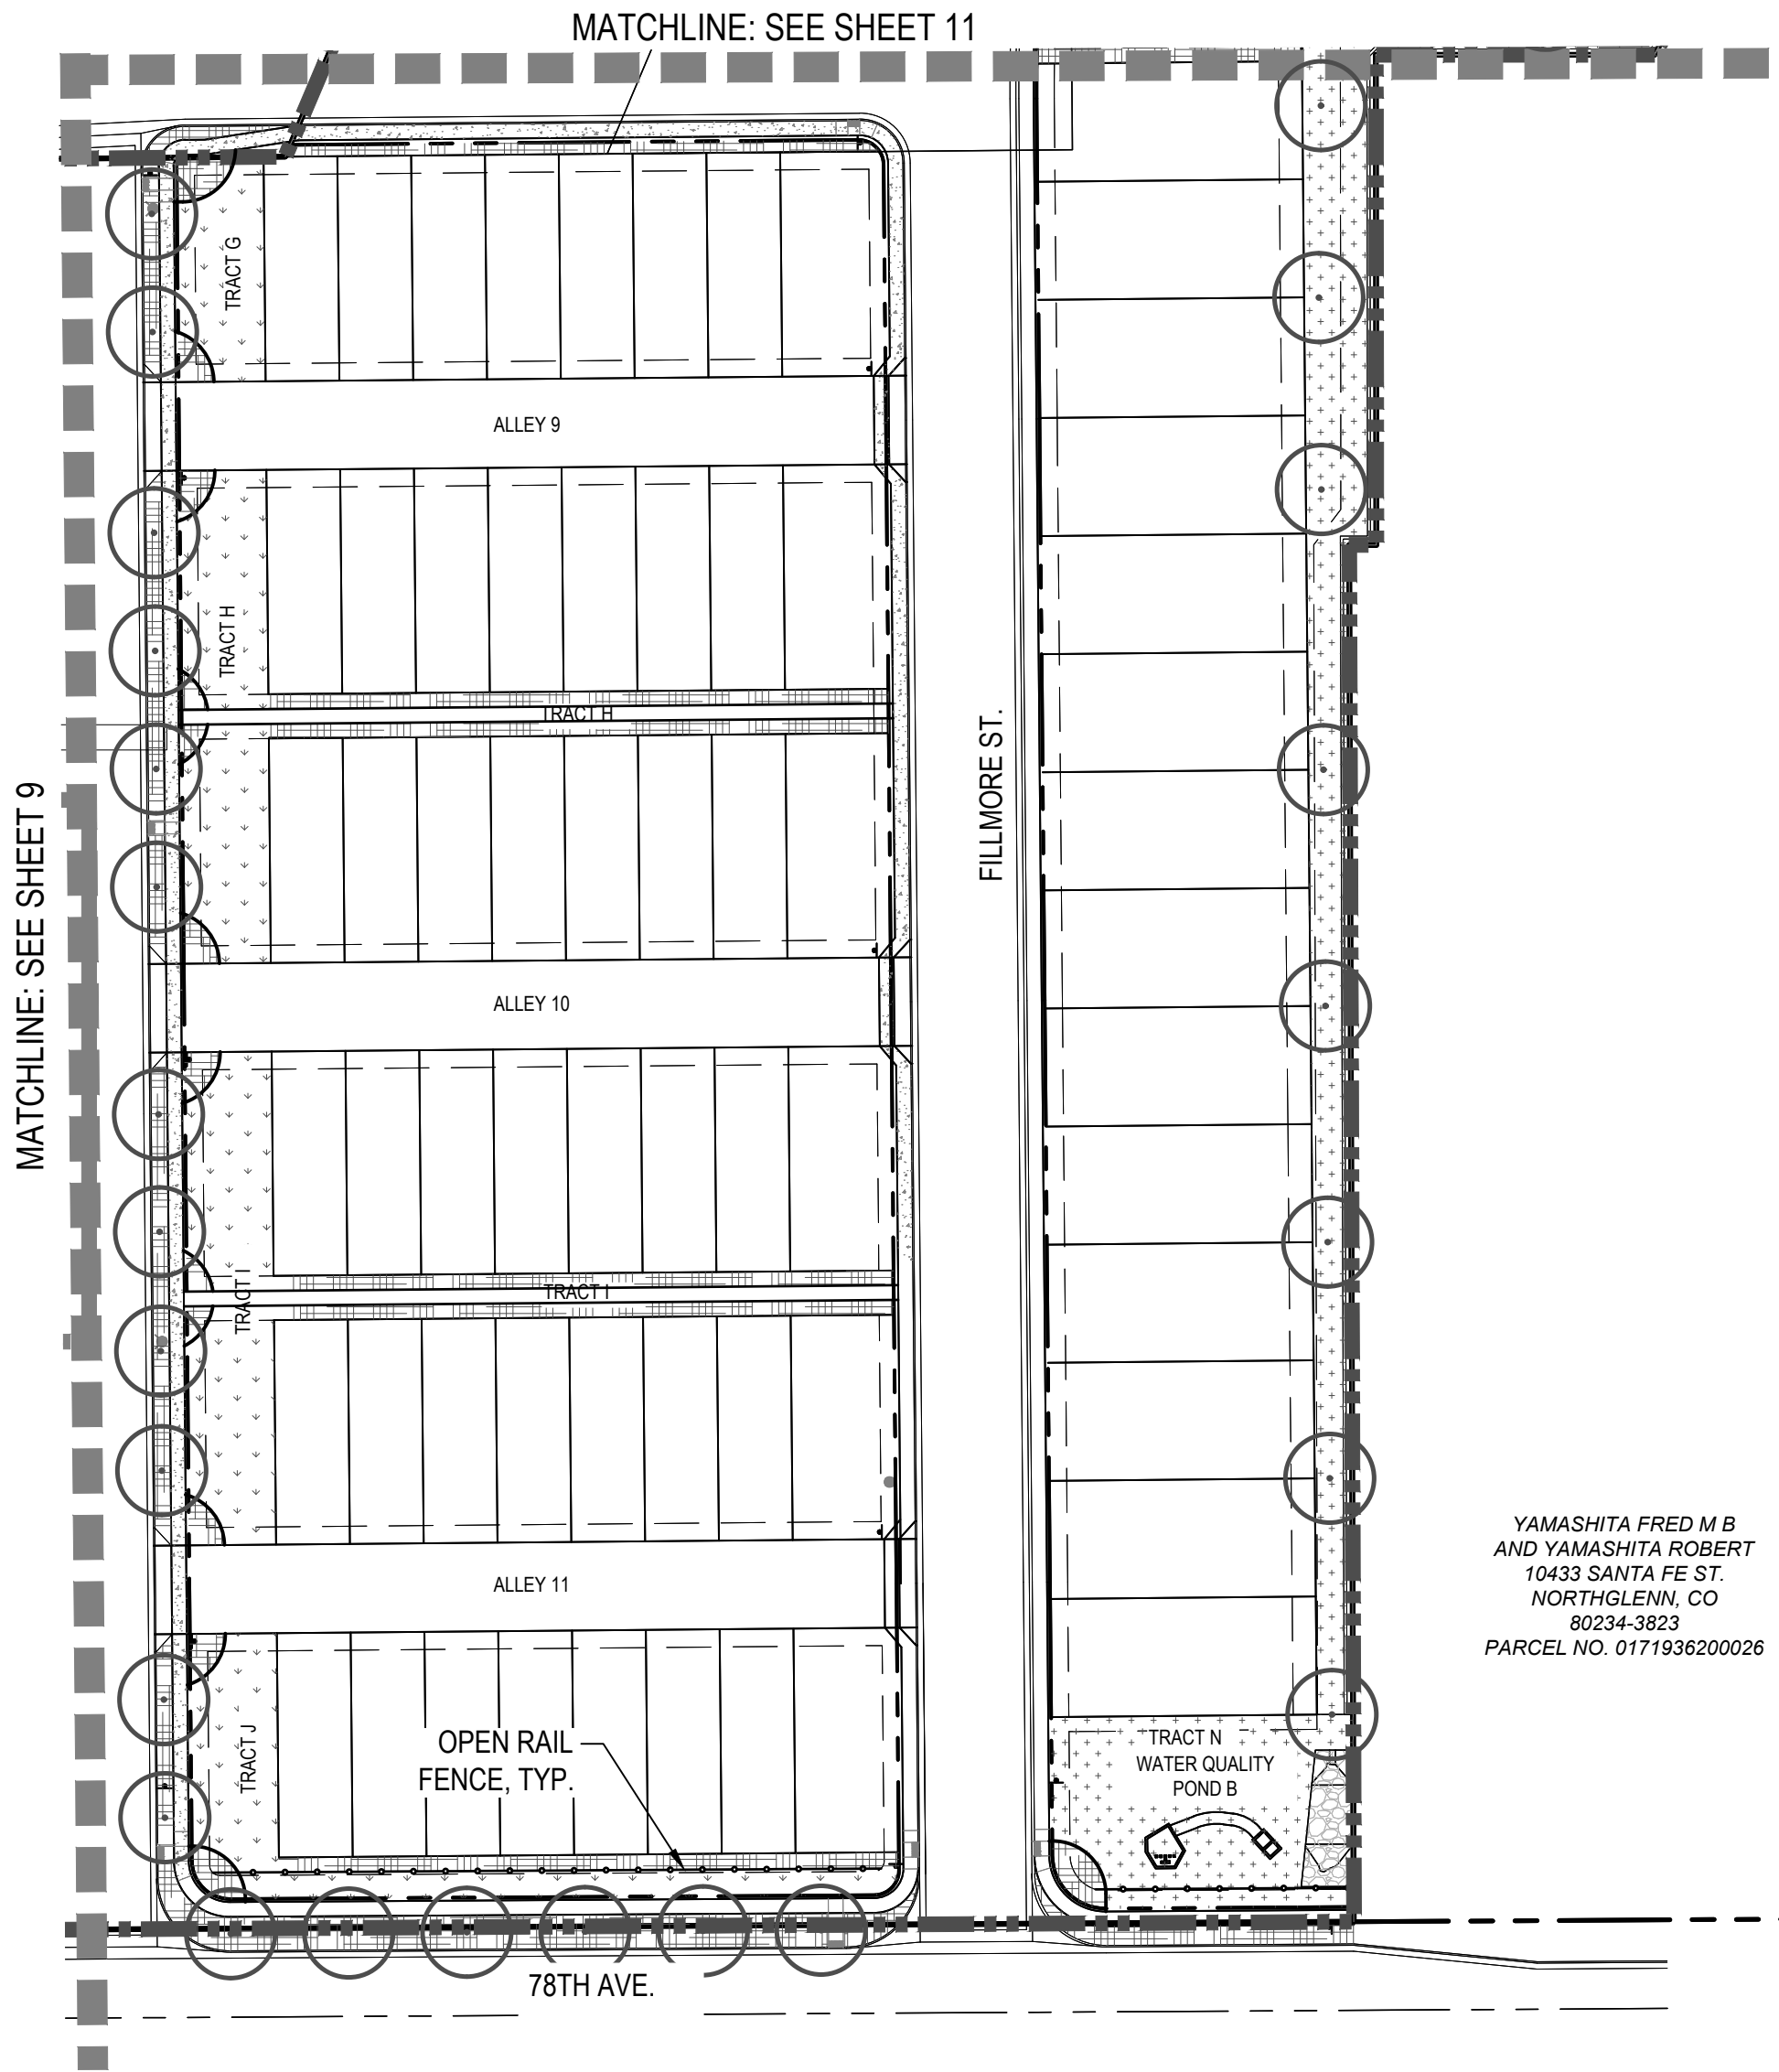 MATCHLINE: SEE SHEET 11
TRACT G
ALLEY 9
TRACT H
TRACT H
FILLMORE ST.
MATCHLINE: SEE SHEET 9
ALLEY 10
TRACT I
TRACT I
ALLEY 11
YAMASHITA FRED M B
AND YAMASHITA ROBERT
10433 SANTA FE ST.
NORTHGLENN, CO
80234-3823
PARCEL NO. 0171936200026
TRACT J
OPEN RAIL
FENCE, TYP.
TRACT N
WATER QUALITY
POND B
78TH AVE.